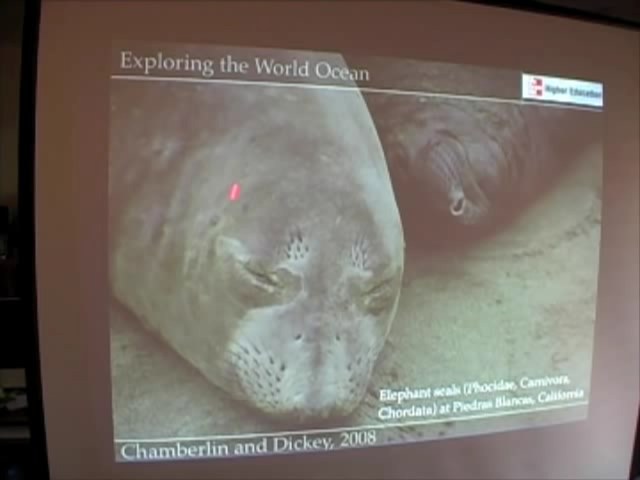 Exploring the World Ocean
Higher Education
Elephant seals (Phocidae, Carnivora,
Chordata) at Piedras Blancas, California
Chamberlin and Dickey, 2008